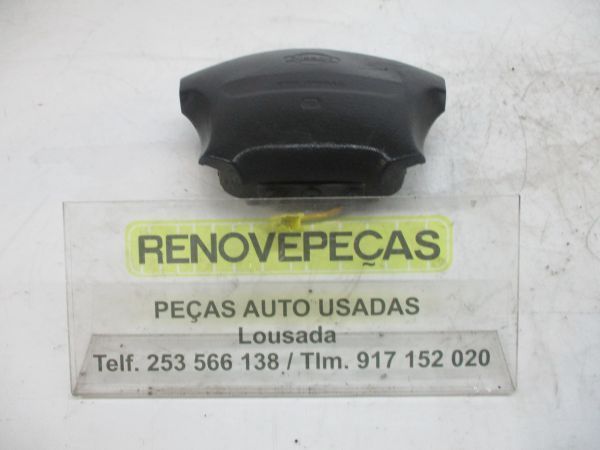 RENOVEPEÇAS
PEÇAS AUTO USADAS
Lousada
Telf. 253 566 138 / Tlm. 917 152 020